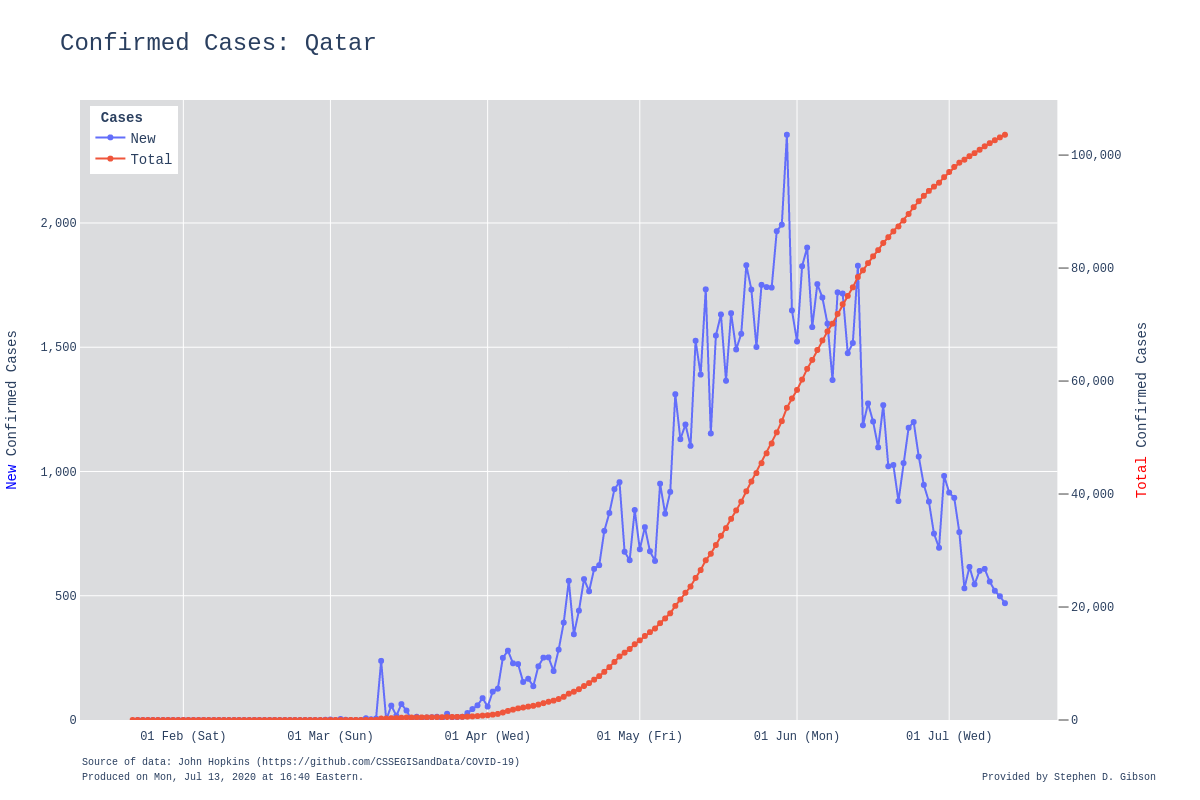 Confirmed Cases: Qatar
Cases
New
Total
2,000
1,500
1,000
500
0
100,000
80,000
60,000
40,000
20,000
0
New Confirmed Cases
Total Confirmed Cases
01 Feb (Sat)
01 Mar (Sun)
01 Apr (Wed)
01 May (Fri)
01 Jun (Mon)
01 Jul (Wed)
Source of data: John Hopkins (https://github.com/CSSEGISandData/COVID-19)
Produced on Mon, Jul 13, 2020 at 16:40 Eastern.
Provided by Stephen D. Gibson